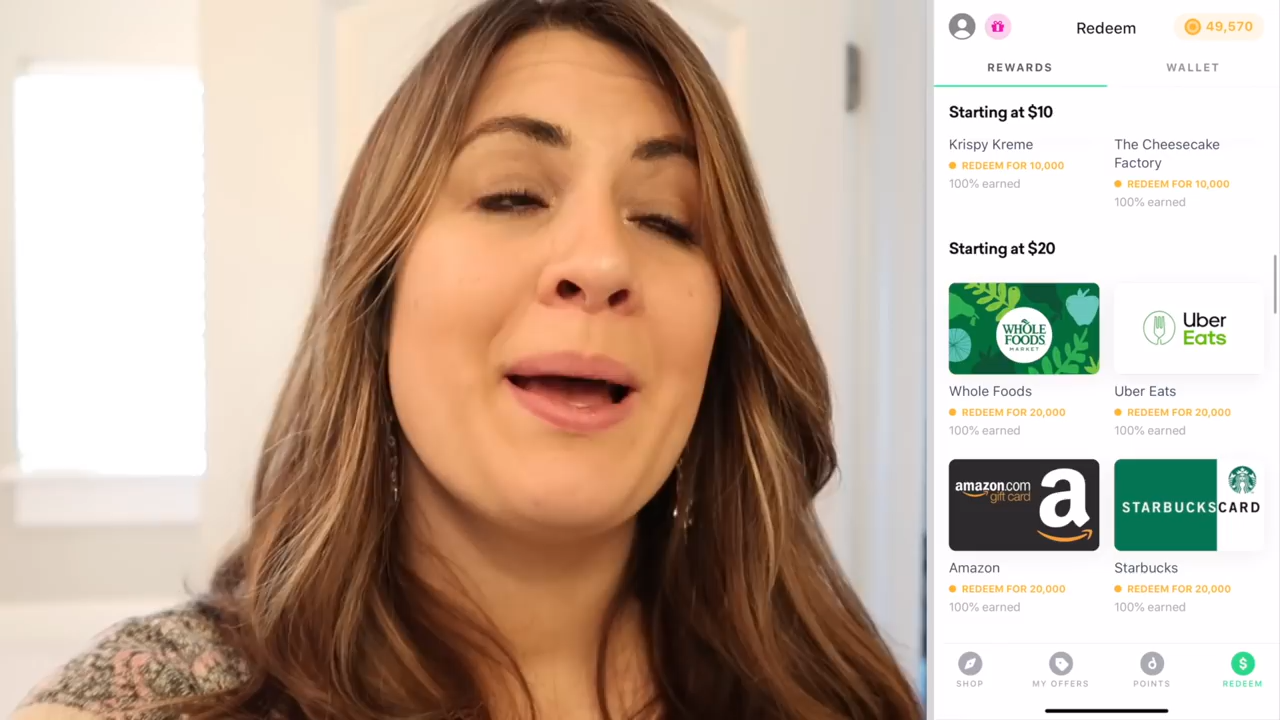 Redeem
49,570
REWARDS
WALLET
Starting at $10
Krispy Kreme
REDEEM FOR 10,000
100% earned
The Cheesecake
Factory
REDEEM FOR 10,000
100% earned
Starting at $20
WHOLE
FOODS
MARKET
Whole Foods
REDEEM FOR 20,000
100% earned
Uber
Eats
Uber Eats
REDEEM FOR 20,000
100% earned
amazon.com
gift card
a
Amazon
REDEEM FOR 20,000
100% earned
STARBUCKSCARD
Starbucks
REDEEM FOR 20,000
100% earned
SHOP
MY OFFERS
POINTS
$
REDEEM